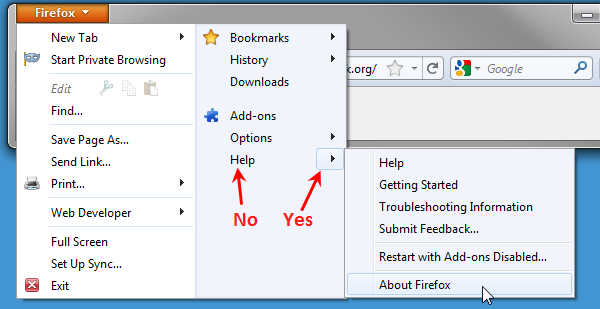 Firefox
New Tab
Start Private Browsing
Edit
Find...
Save Page As...
Send Link...
Print...
Web Developer
Full Screen
Set Up Sync...
Exit
Bookmarks
History
Downloads
Add-ons
Options
Help
No Yes
x.org/
Google
Help
Getting Started
Troubleshooting Information
Submit Feedback...
Restart with Add-ons Disabled...
About Firefox